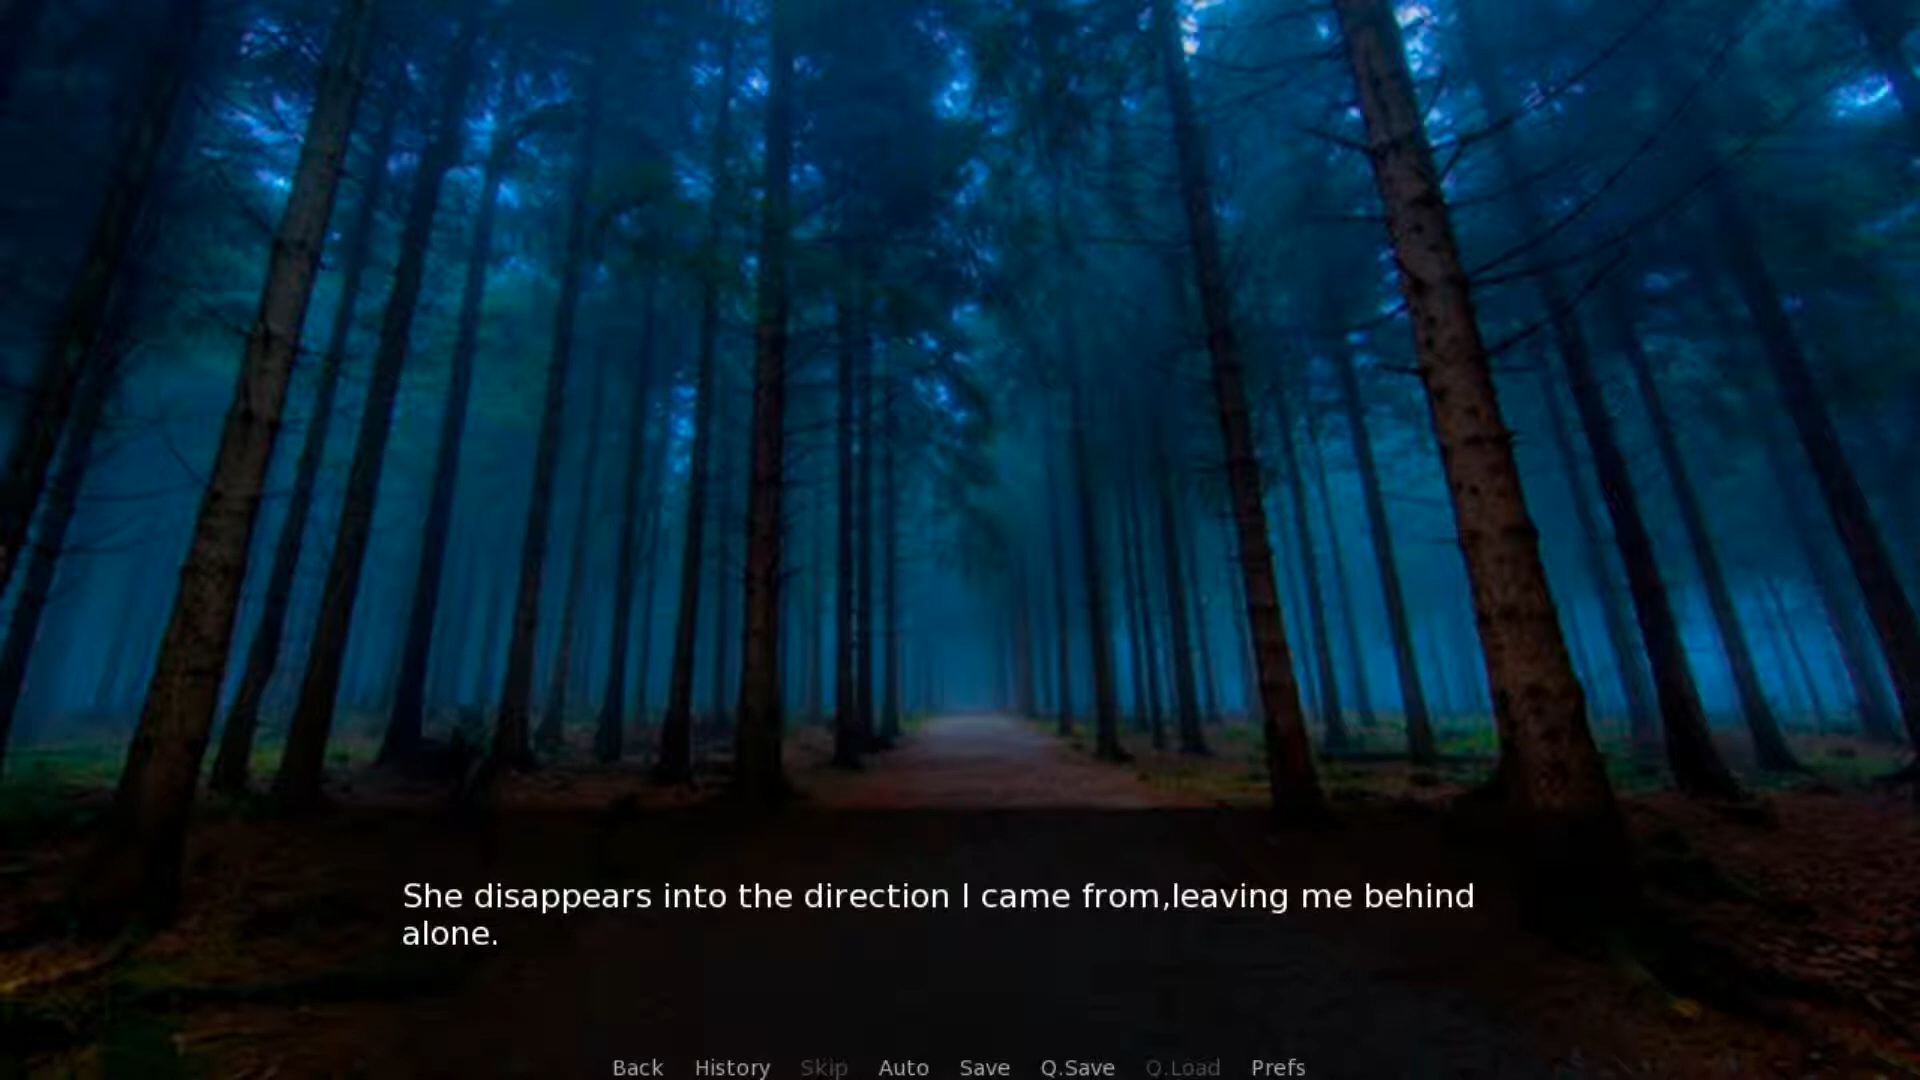 She disappears into the direction I came from,leaving me behind
alone.
Back History Skip Auto Save Q.Save Q.Load Prefs